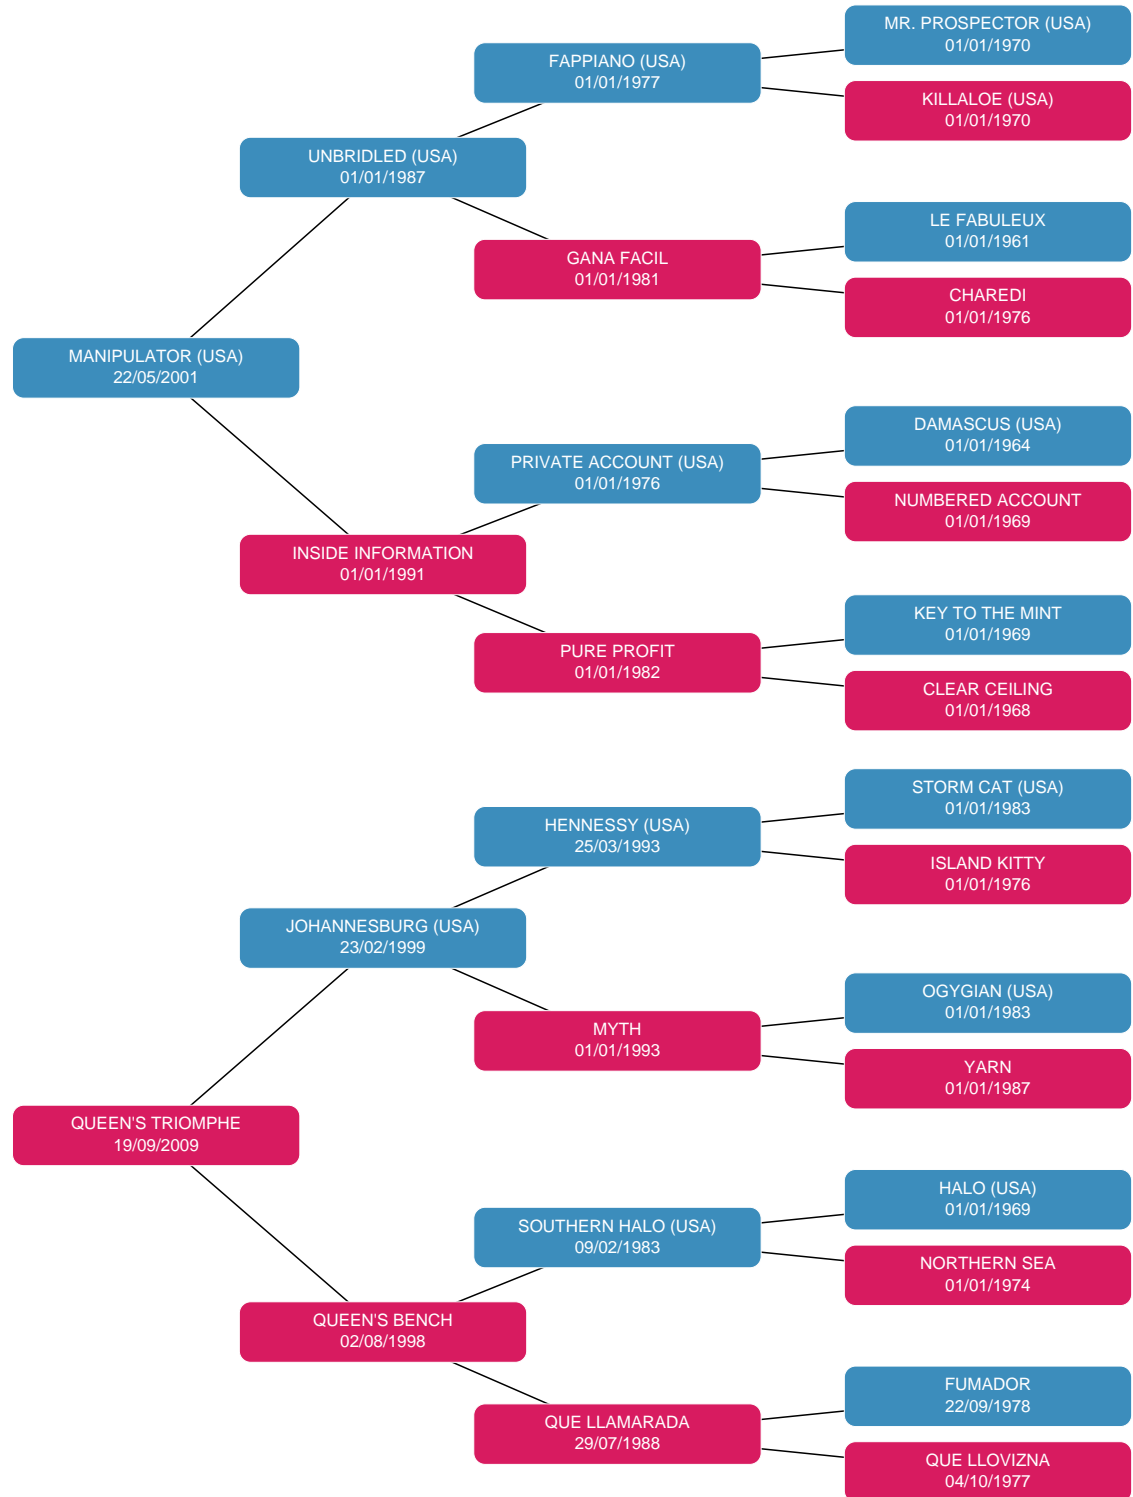 MR. PROSPECTOR (USA)
01/01/1970
FAPPIANO (USA)
01/01/1977
KILLALOE (USA)
01/01/1970
UNBRIDLED (USA)
01/01/1987
LE FABULEUX
01/01/1961
GANA FACIL
01/01/1981
CHAREDI
01/01/1976
MANIPULATOR (USA)
22/05/2001
DAMASCUS (USA)
01/01/1964
PRIVATE ACCOUNT (USA)
01/01/1976
NUMBERED ACCOUNT
01/01/1969
INSIDE INFORMATION
01/01/1991
KEY TO THE MINT
01/01/1969
PURE PROFIT
01/01/1982
CLEAR CEILING
01/01/1968
STORM CAT (USA)
01/01/1983
HENNESSY (USA)
25/03/1993
ISLAND KITTY
01/01/1976
JOHANNESBURG (USA)
23/02/1999
OGYGIAN (USA)
01/01/1983
MYTH
01/01/1993
YARN
01/01/1987
QUEEN'S TRIOMPHE
19/09/2009
HALO (USA)
01/01/1969
SOUTHERN HALO (USA)
09/02/1983
NORTHERN SEA
01/01/1974
QUEEN'S BENCH
02/08/1998
FUMADOR
22/09/1978
QUE LLAMARADA
29/07/1988
QUE LLOVIZNA
04/10/1977